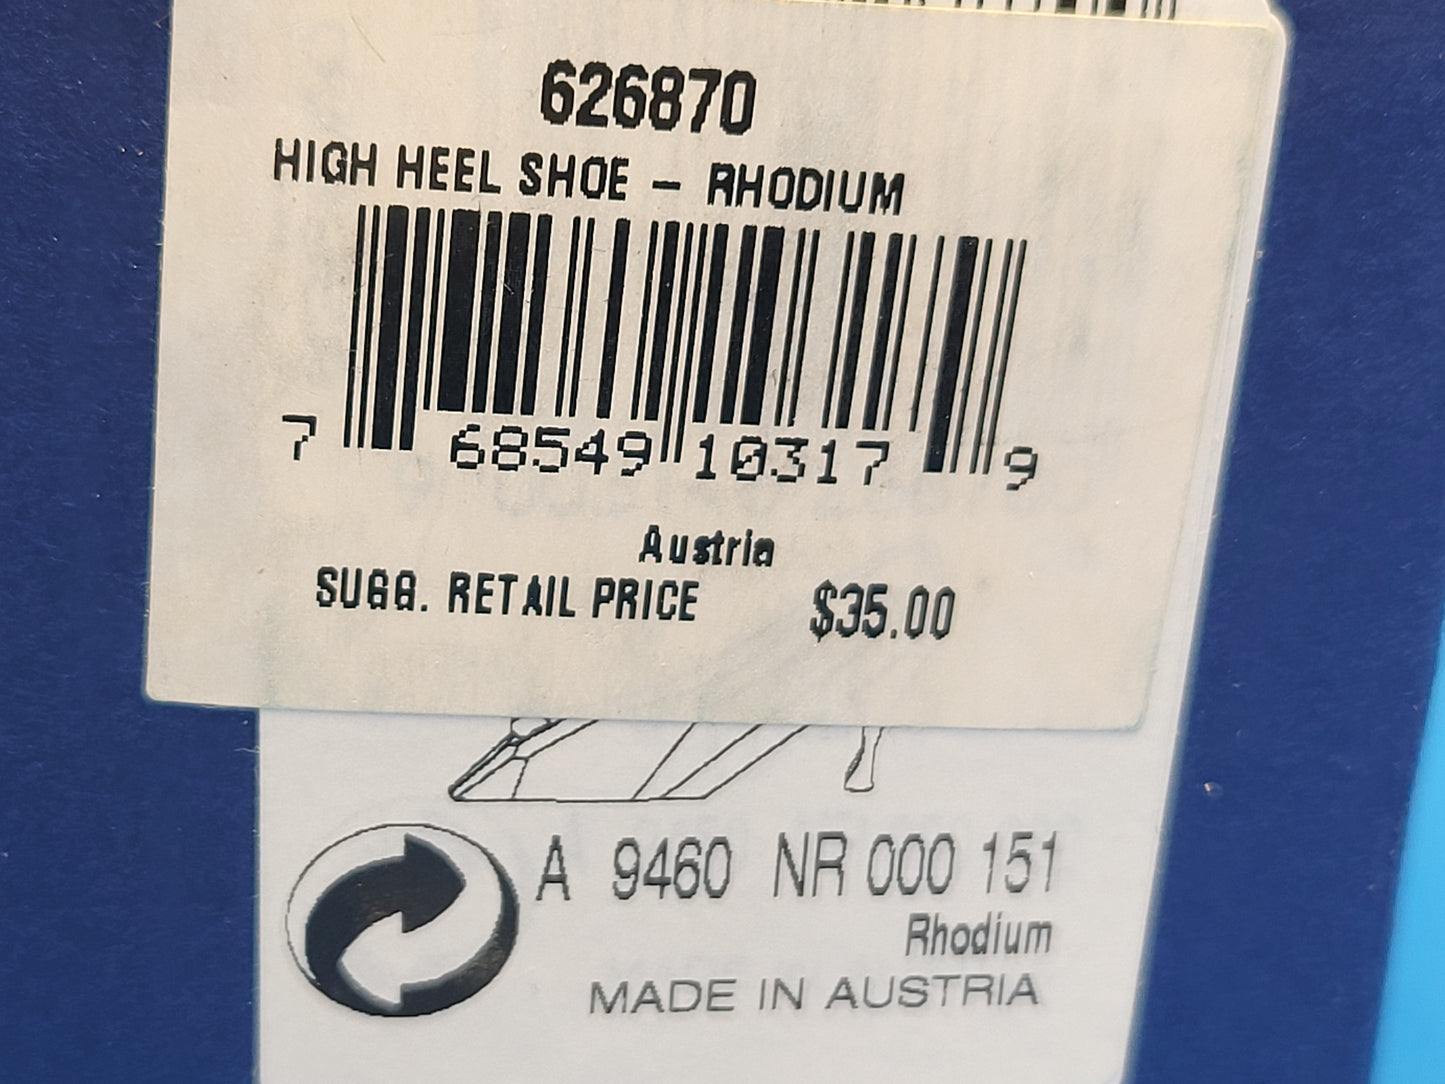 626870
HIGH HEEL SHOE - RHODIUM
7 68549 10317 9
Austria
SUGG. RETAIL PRICE $35.00
A 9460 NR 000 151
Rhodium
MADE IN AUSTRIA